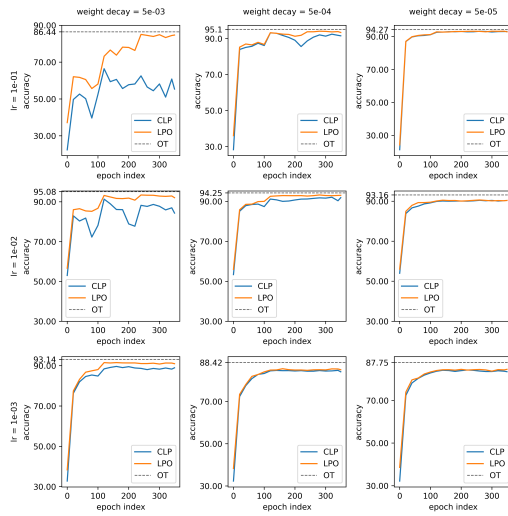 weight decay = 5e-03 weight decay = 5e-04 weight decay = 5e-05
90.00 86.44 50.00 70.00 30.00
lr = 1e-01
accuracy
CLP
LPO
OT
0 100 200 300
epoch index
95.1 90.0 70.0 50.0 30.0
accuracy
CLP
LPO
OT
0 100 200 300
epoch index
94.27 90.00 70.00 50.00 30.00
accuracy
CLP
LPO
OT
0 100 200 300
epoch index
95.08 90.00 70.00 50.00 30.00
lr = 1e-02
accuracy
CLP
LPO
OT
0 100 200 300
epoch index
94.25 90.00 70.00 50.00 30.00
accuracy
CLP
LPO
OT
0 100 200 300
epoch index
93.16 90.00 70.00 50.00 30.00
accuracy
CLP
LPO
OT
0 100 200 300
epoch index
93.14 90.00 70.00 50.00 30.00
lr = 1e-03
accuracy
CLP
LPO
OT
0 100 200 300
epoch index
88.42 70.00 50.00 30.00
accuracy
CLP
LPO
OT
0 100 200 300
epoch index
87.75 70.00 50.00 30.00
accuracy
CLP
LPO
OT
0 100 200 300
epoch index